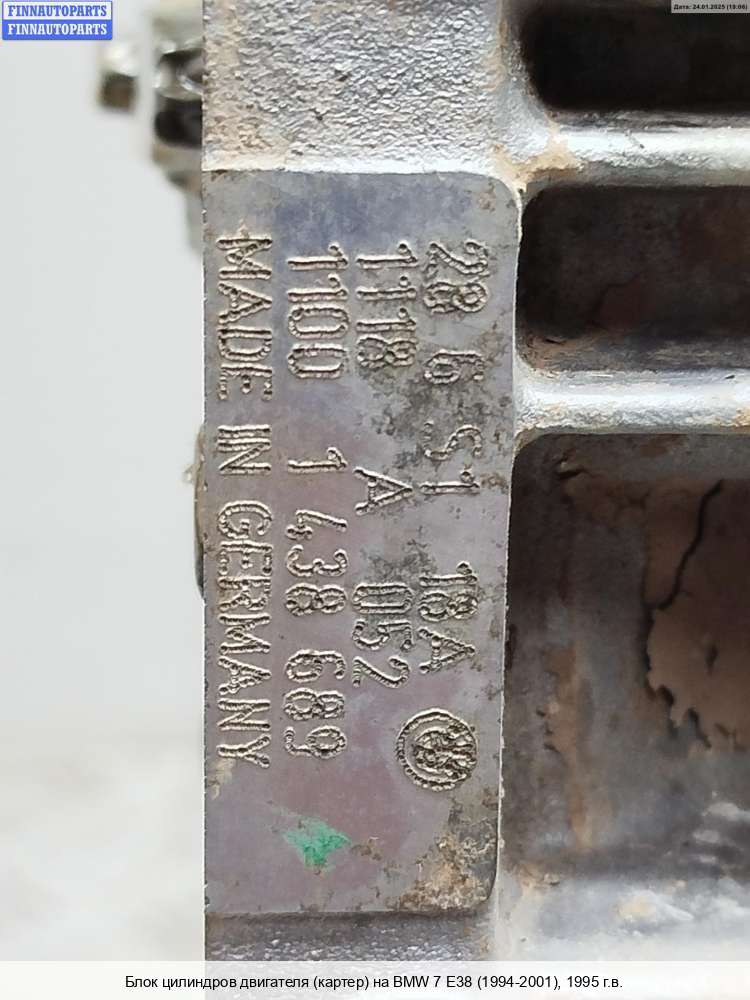 FINNAUTOPARTS
FINNAUTOPARTS
Дата: 24.01.2025 (19:06)
28 6 S1 18A
1118 A 052
1100 1 438 689
MADE IN GERMANY
Блок цилиндров двигателя (картер) на BMW 7 E38 (1994-2001), 1995 г.в.